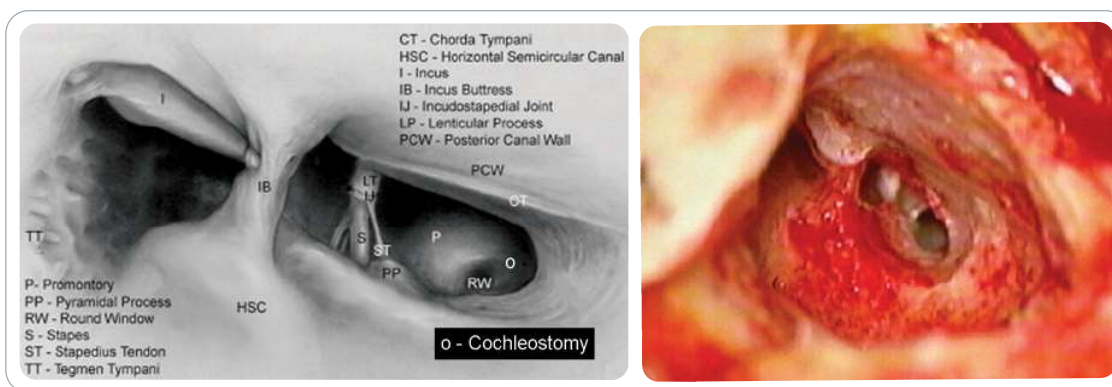 CT - Chorda Tympani
HSC - Horizontal Semicircular Canal
I - Incus
IB - Incus Buttress
IJ - Incudostapedial Joint
LP - Lenticular Process
PCW - Posterior Canal Wall
I
PCW
IB
LT
IJ
CT
TT
S
ST
P
O
PP
RW
HSC
P- Promontory
PP - Pyramidal Process
RW - Round Window
S - Stapes
ST - Stapedius Tendon
TT - Tegmen Tympani
o - Cochleostomy